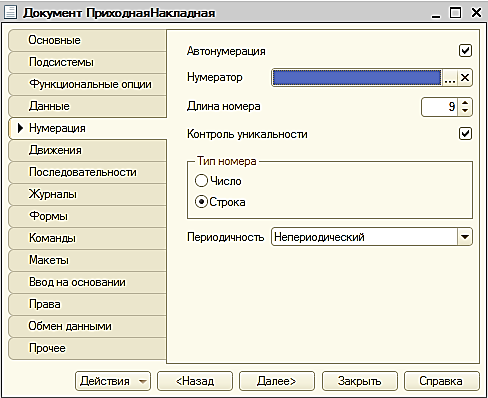 Документ ПриходнаяНакладная
Основные
Подсистемы
Функциональные опции
Данные
Нумерация
Движения
Последовательности
Журналы
Формы
Команды
Макеты
Ввод на основании
Права
Обмен данными
Прочее
Автонумерация
Нумератор ...
Длина номера 9
Контроль уникальности
Тип номера
Число
Строка
Периодичность Непериодический
Действия <Назад Далее> Закрыть Справка